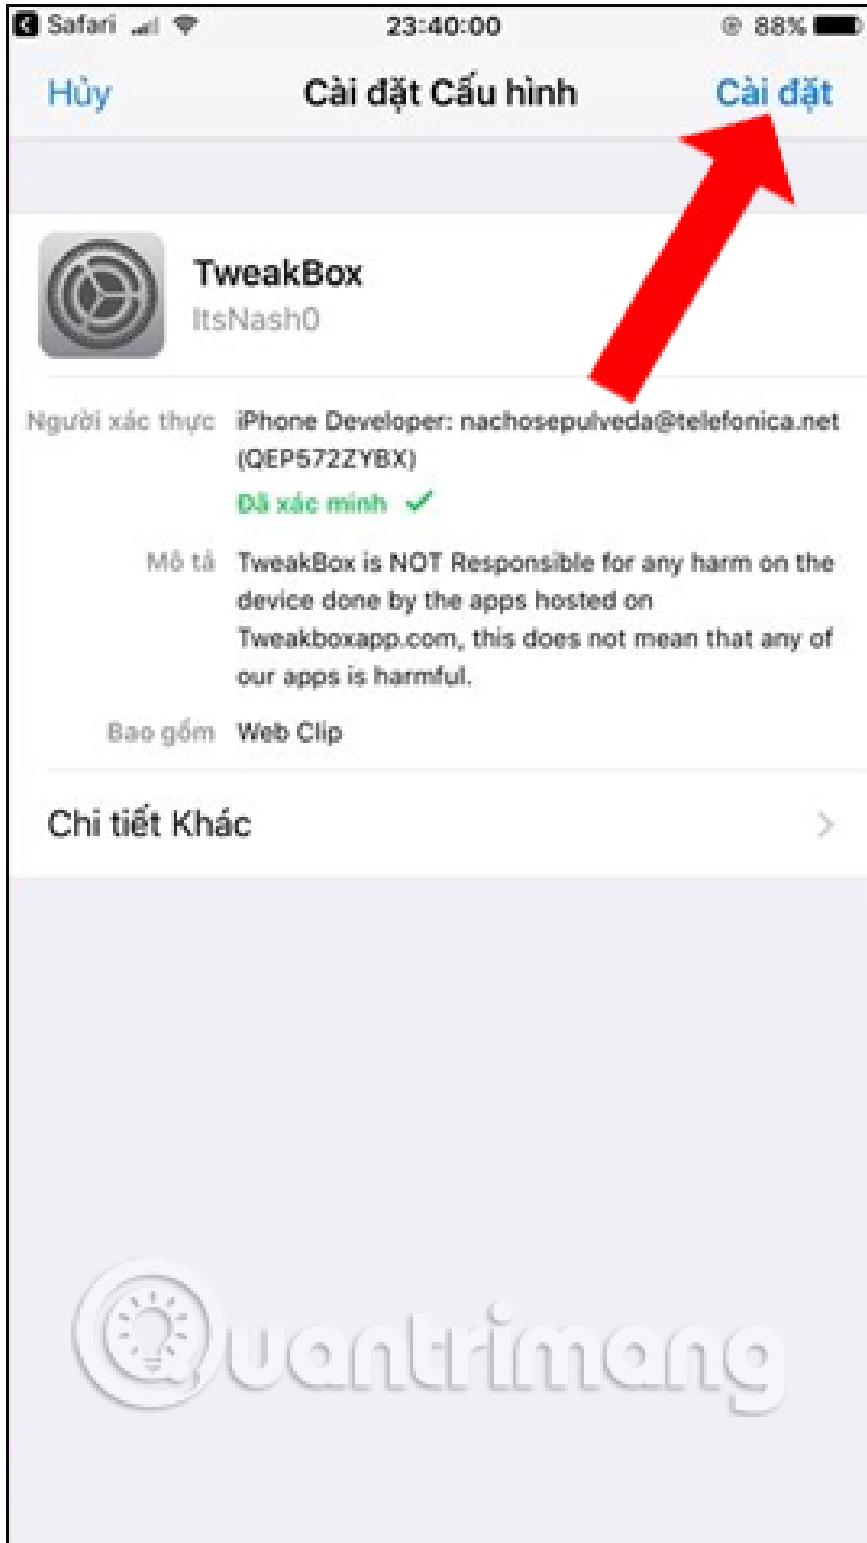 Safari 23:40:00 88%
Hủy Cài đặt Cấu hình Cài đặt
TweakBox
ItsNash0
Người xác thực iPhone Developer: nachosepulveda@telefonica.net
(QEP572ZYBX)
Đã xác minh ✓
Mô tả TweakBox is NOT Responsible for any harm on the
device done by the apps hosted on
Tweakboxapp.com, this does not mean that any of
our apps is harmful.
Bao gồm Web Clip
Chi tiết Khác
Quantrimang